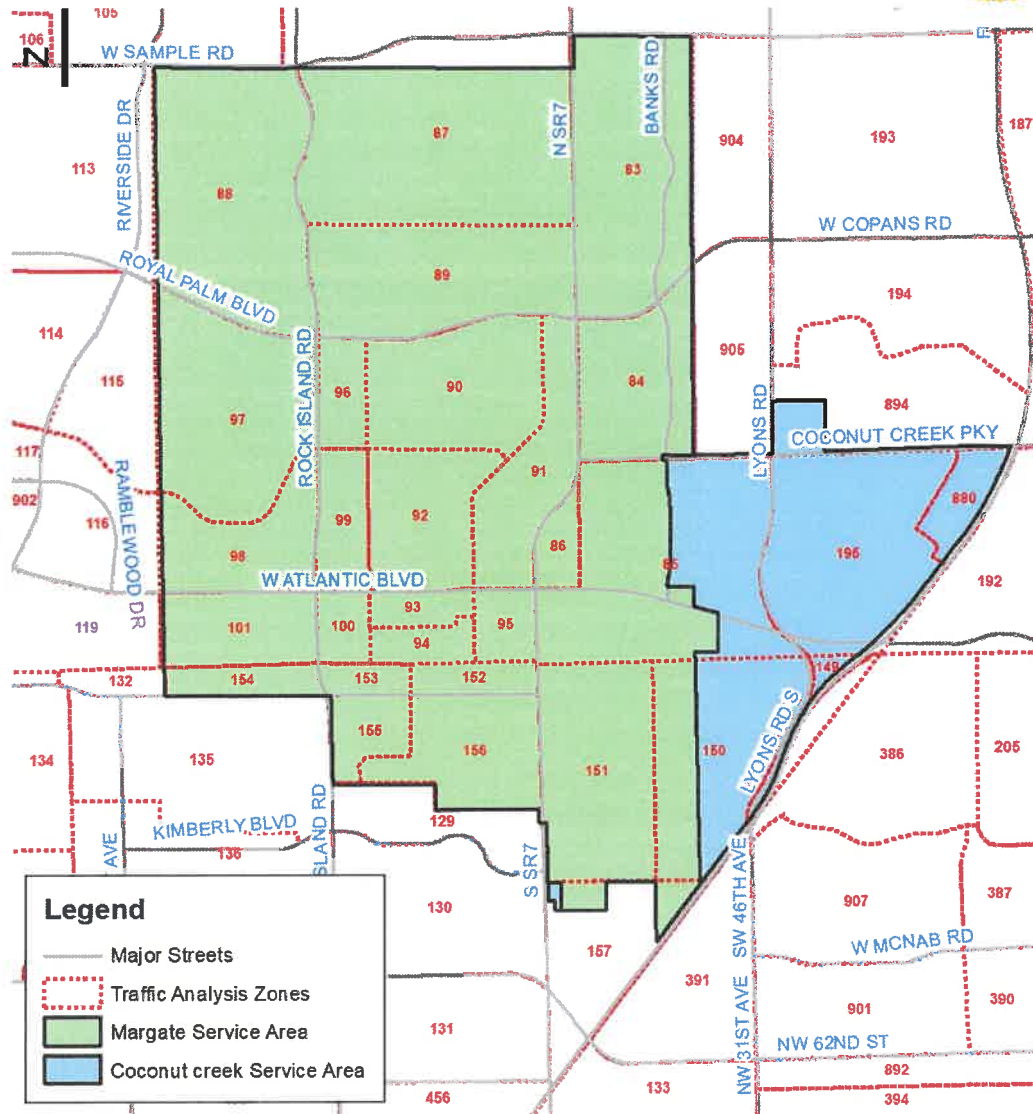 105
106
N
W SAMPLE RD
RIVERSIDE DR
N SR7
BANKS RD
87
83
904
193
187
113
88
W COPANS RD
89
ROYAL PALM BLVD
194
114
115
ROCK ISLAND RD
96
90
84
905
LYONS RD
894
97
COCONUT CREEK PKY
117
RAMBLEWOOD DR
91
902
116
99
92
880
98
86
85
195
192
W ATLANTIC BLVD
93
119
101
100
94
95
132
154
153
152
149
155
156
151
150
LYONS RD S
386
205
134
135
129
KIMBERLY BLVD
136
AVE
ISLAND RD
S SR7
SW 46TH AVE
907
387
130
157
W MCNAB RD
391
NW 31ST AVE
901
390
131
NW 62ND ST
892
133
456
394
Legend
Major Streets
Traffic Analysis Zones
Margate Service Area
Coconut creek Service Area